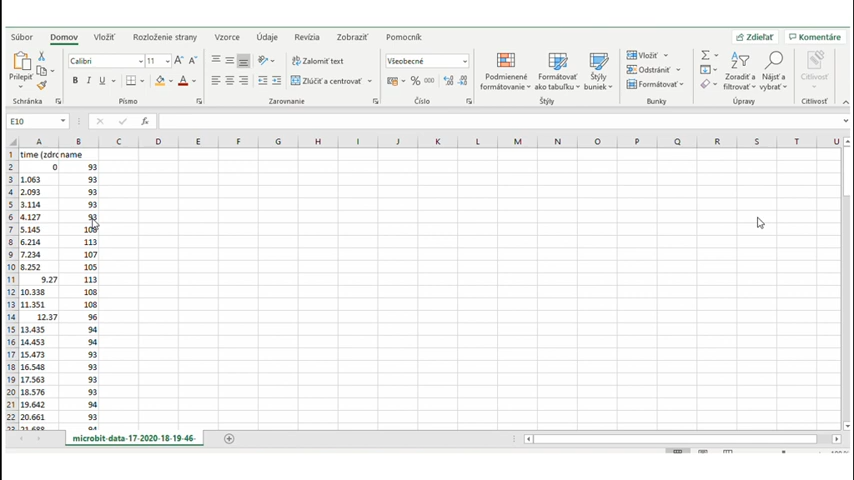 Súbor Domov Vložiť Rozloženie strany Vzorce Údaje Revízia Zobraziť Pomocník Zdieľať Komentáre
Calibri 11 Zalomiť text Všeobecné Vložiť
Prilepiť Zlúčiť a centrovať Podmienené formátovanie Formátovať ako tabuľku Štýly buniek Odstrániť Formátovať Zoradiť a filtrovať Nájsť a vybrať Citlivosť
Schránka Písmo Zarovnanie Číslo Štýly Bunky Úpravy Citlivosť
E10
A B C D E F G H I J K L M N O P Q R S T U
1 time (zdro name
2 0 93
3 1.063 93
4 2.093 93
5 3.114 93
6 4.127 93
7 5.145 108
8 6.214 113
9 7.234 107
10 8.252 105
11 9.27 113
12 10.338 108
13 11.351 108
14 12.37 96
15 13.435 94
16 14.453 94
17 15.473 93
18 16.548 93
19 17.563 93
20 18.576 93
21 19.642 94
22 20.661 93
23 21.688 94
microbit-data-17-2020-18-19-46-